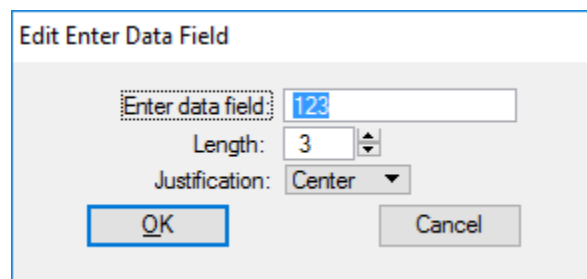 Edit Enter Data Field
Enter data field: 123
Length: 3
Justification: Center
OK Cancel